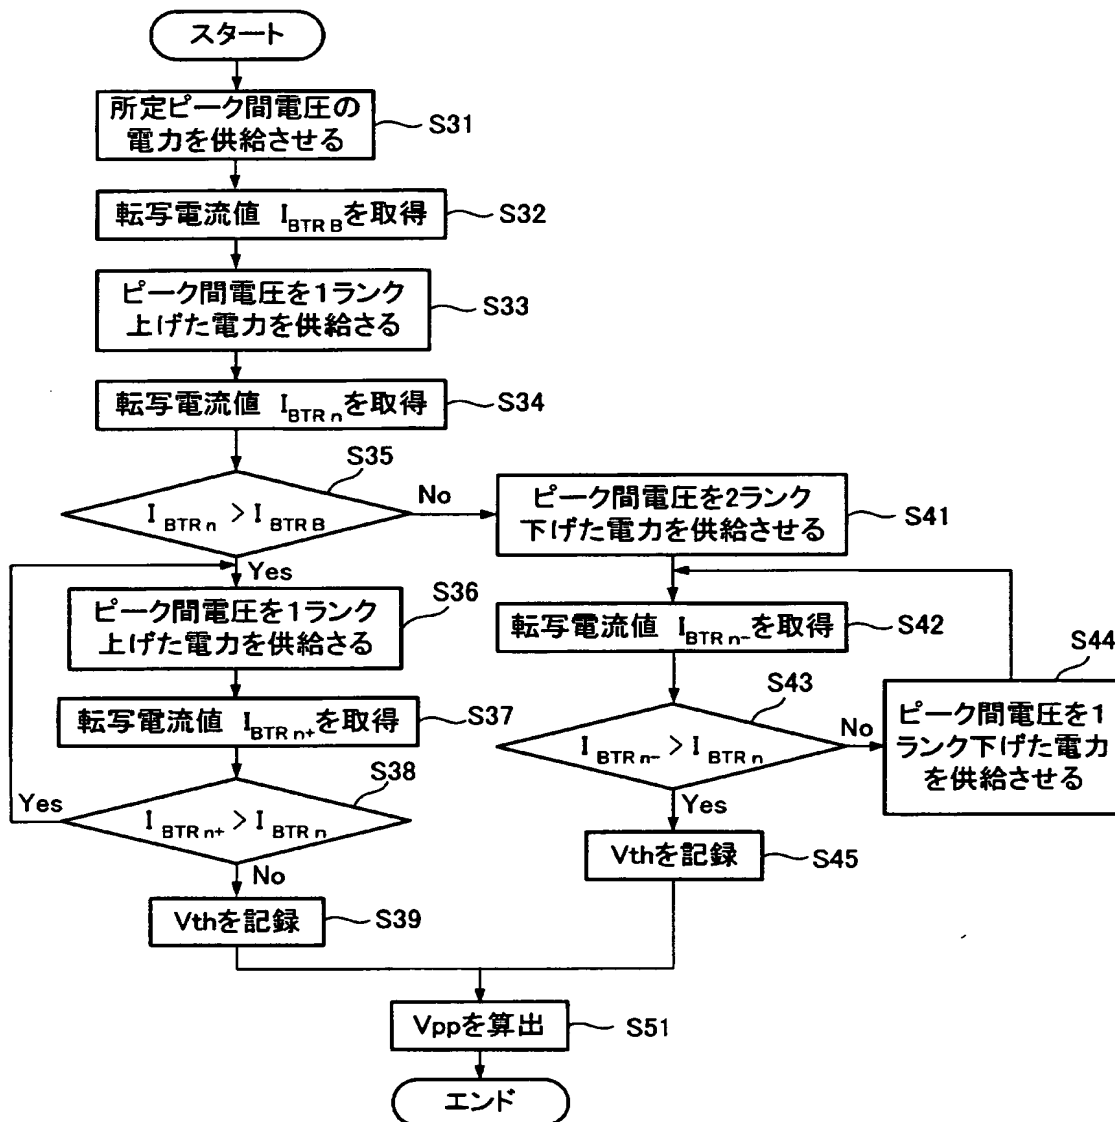 スタート
所定ピーク間電圧の
電力を供給させる
S31
転写電流値 I_BTR B を取得
S32
ピーク間電圧を1ランク
上げた電力を供給さる
S33
転写電流値 I_BTR n を取得
S34
S35
I_BTR n > I_BTR B
No
Yes
ピーク間電圧を1ランク
上げた電力を供給さる
S36
転写電流値 I_BTR n+ を取得
S37
S38
I_BTR n+ > I_BTR n
Yes
No
Vthを記録
S39
ピーク間電圧を2ランク
下げた電力を供給させる
S41
転写電流値 I_BTR n- を取得
S42
S43
I_BTR n- > I_BTR n
No
Yes
S44
ピーク間電圧を1
ランク下げた電力
を供給させる
Vthを記録
S45
Vppを算出
S51
エンド